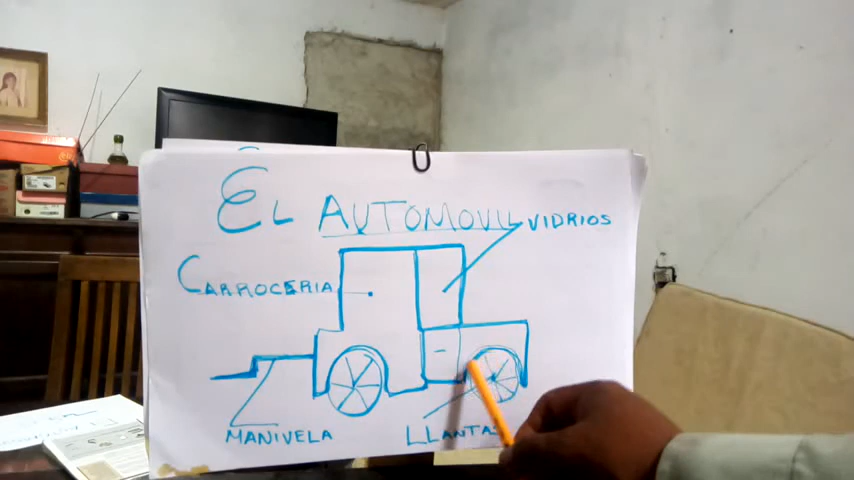 El AUTOMOVIL
VIDRIOS
CARROCERIA
MANIVELA
LLANTAS